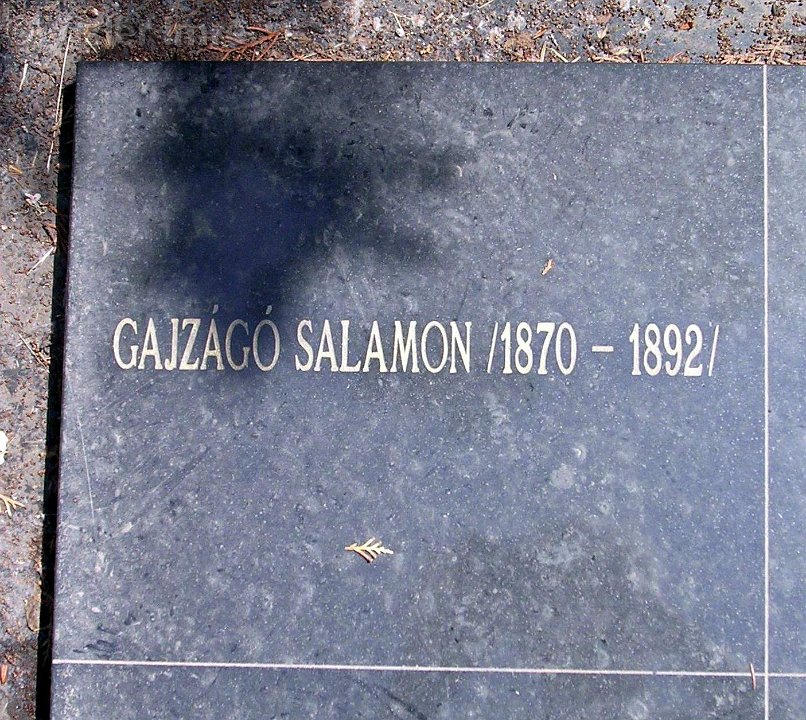 GAJZÁGÓ SALAMON /1870 – 1892/